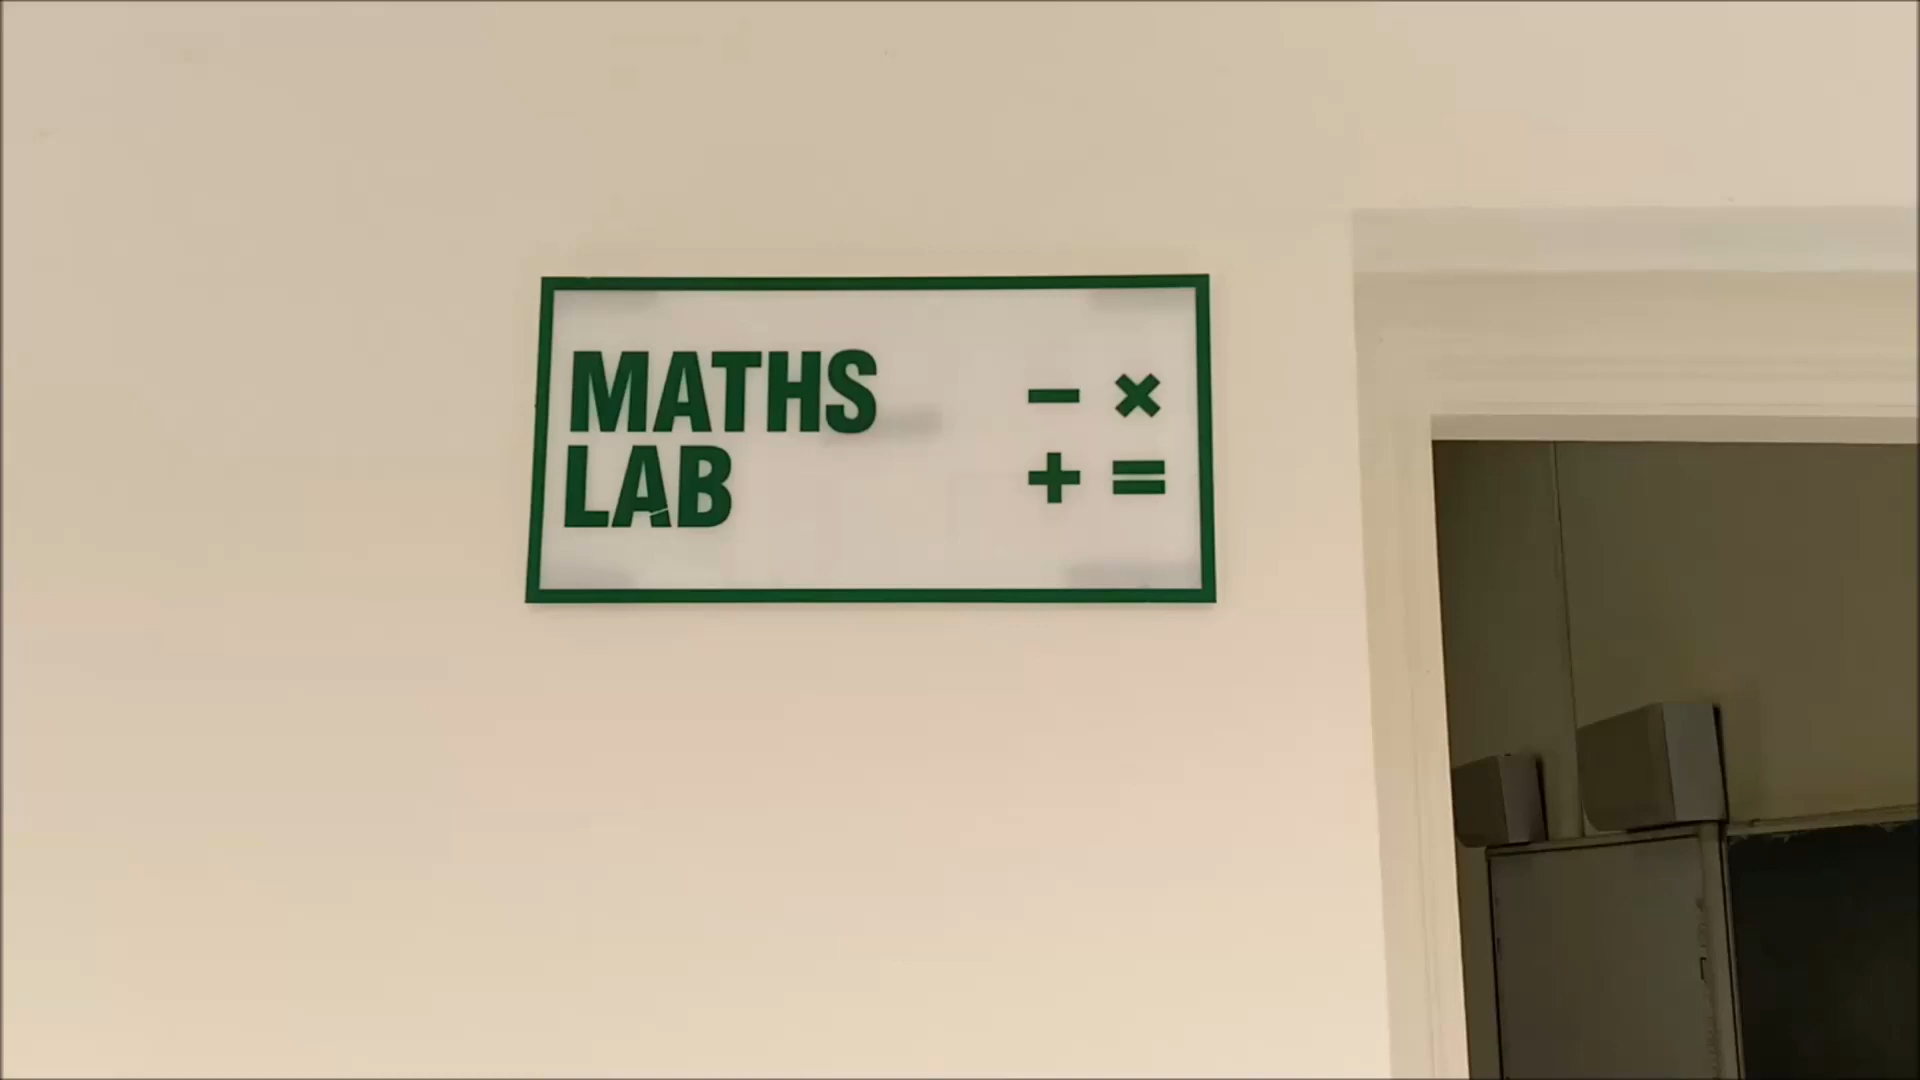 MATHS
LAB
− ×
+ =